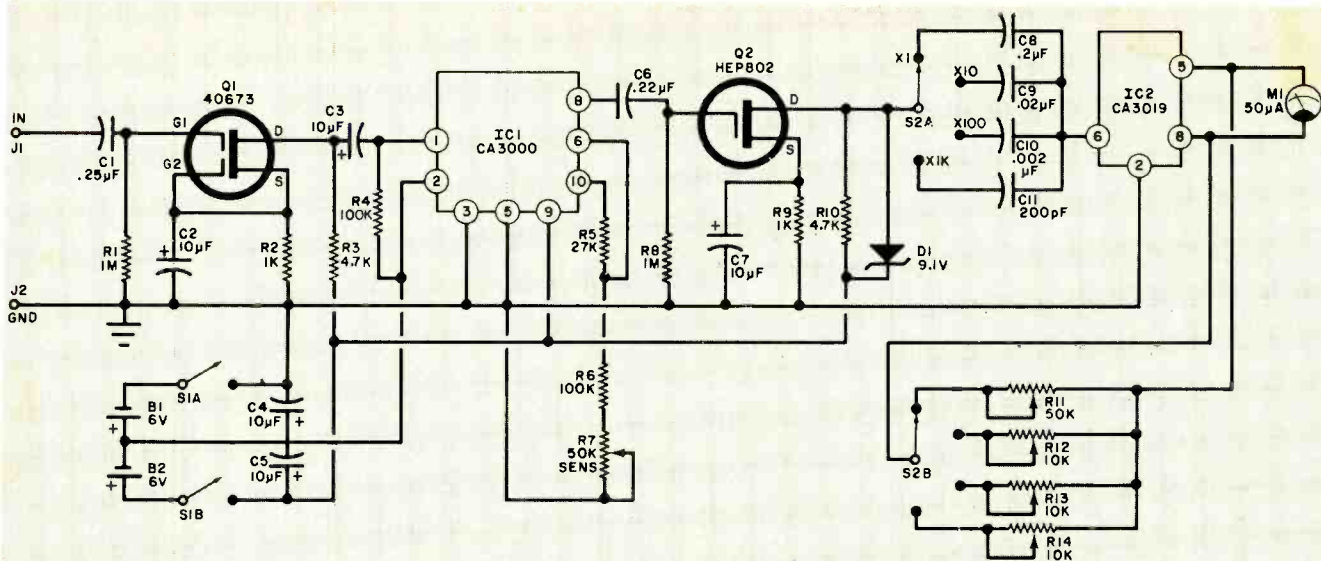 IN
J1
C1
.25µF
R1
1M
J2
GND
Q1
40673
G1
G2
D
S
C2
10µF
R2
1K
R3
4.7K
C3
10µF
+
R4
100K
IC1
CA3000
1
2
3
5
9
8
6
10
R5
27K
R6
100K
R7
50K
SENS
C6
.22µF
R8
1M
Q2
HEP802
D
S
C7
10µF
+
R9
1K
R10
4.7K
D1
9.1V
S2A
X1
X10
X100
X1K
C8
.2µF
C9
.02µF
C10
.002
µF
C11
200pF
IC2
CA3019
5
6
8
2
M1
50µA
B1
6V
+
B2
6V
+
S1A
S1B
C4
10µF
+
C5
10µF
+
S2B
R11
50K
R12
10K
R13
10K
R14
10K